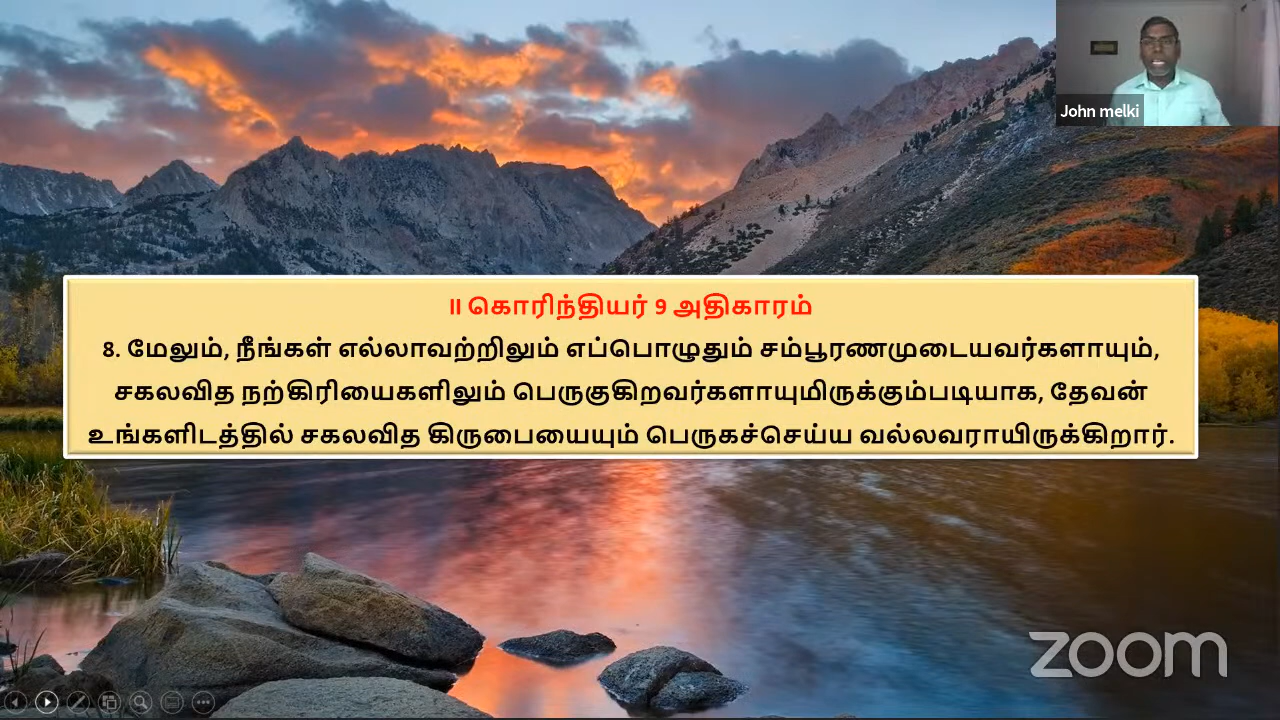 John melki
II கொரிந்தியர் 9 அதிகாரம்
8. மேலும், நீங்கள் எல்லாவற்றிலும் எப்பொழுதும் சம்பூரணமுடையவர்களாயும்,
சகலவித நற்கிரியைகளிலும் பெருகுகிறவர்களாயுமிருக்கும்படியாக, தேவன்
உங்களிடத்தில் சகலவித கிருபையையும் பெருகச்செய்ய வல்லவராயிருக்கிறார்.
zoom